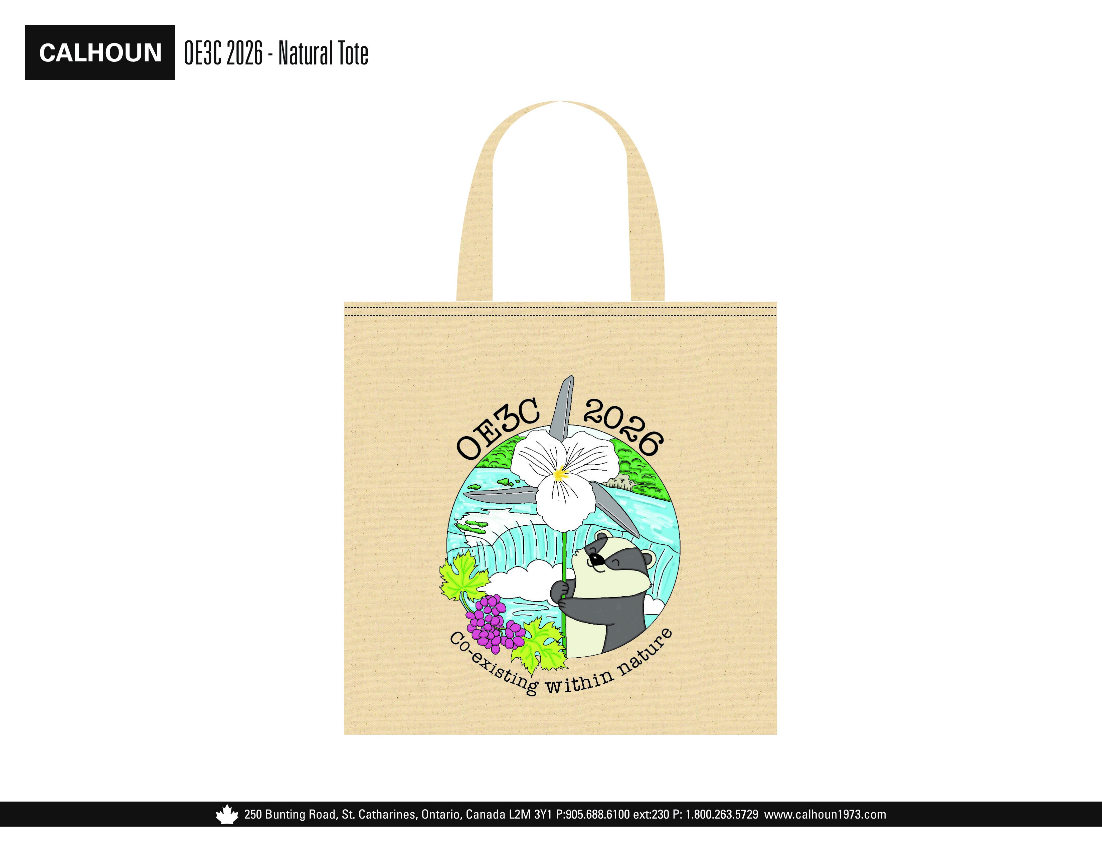 CALHOUN OE3C 2026 - Natural Tote
OE3C 2026
Co-existing within nature
250 Bunting Road, St. Catharines, Ontario, Canada L2M 3Y1 P:905.688.6100 ext:230 P: 1.800.263.5729 www.calhoun1973.com